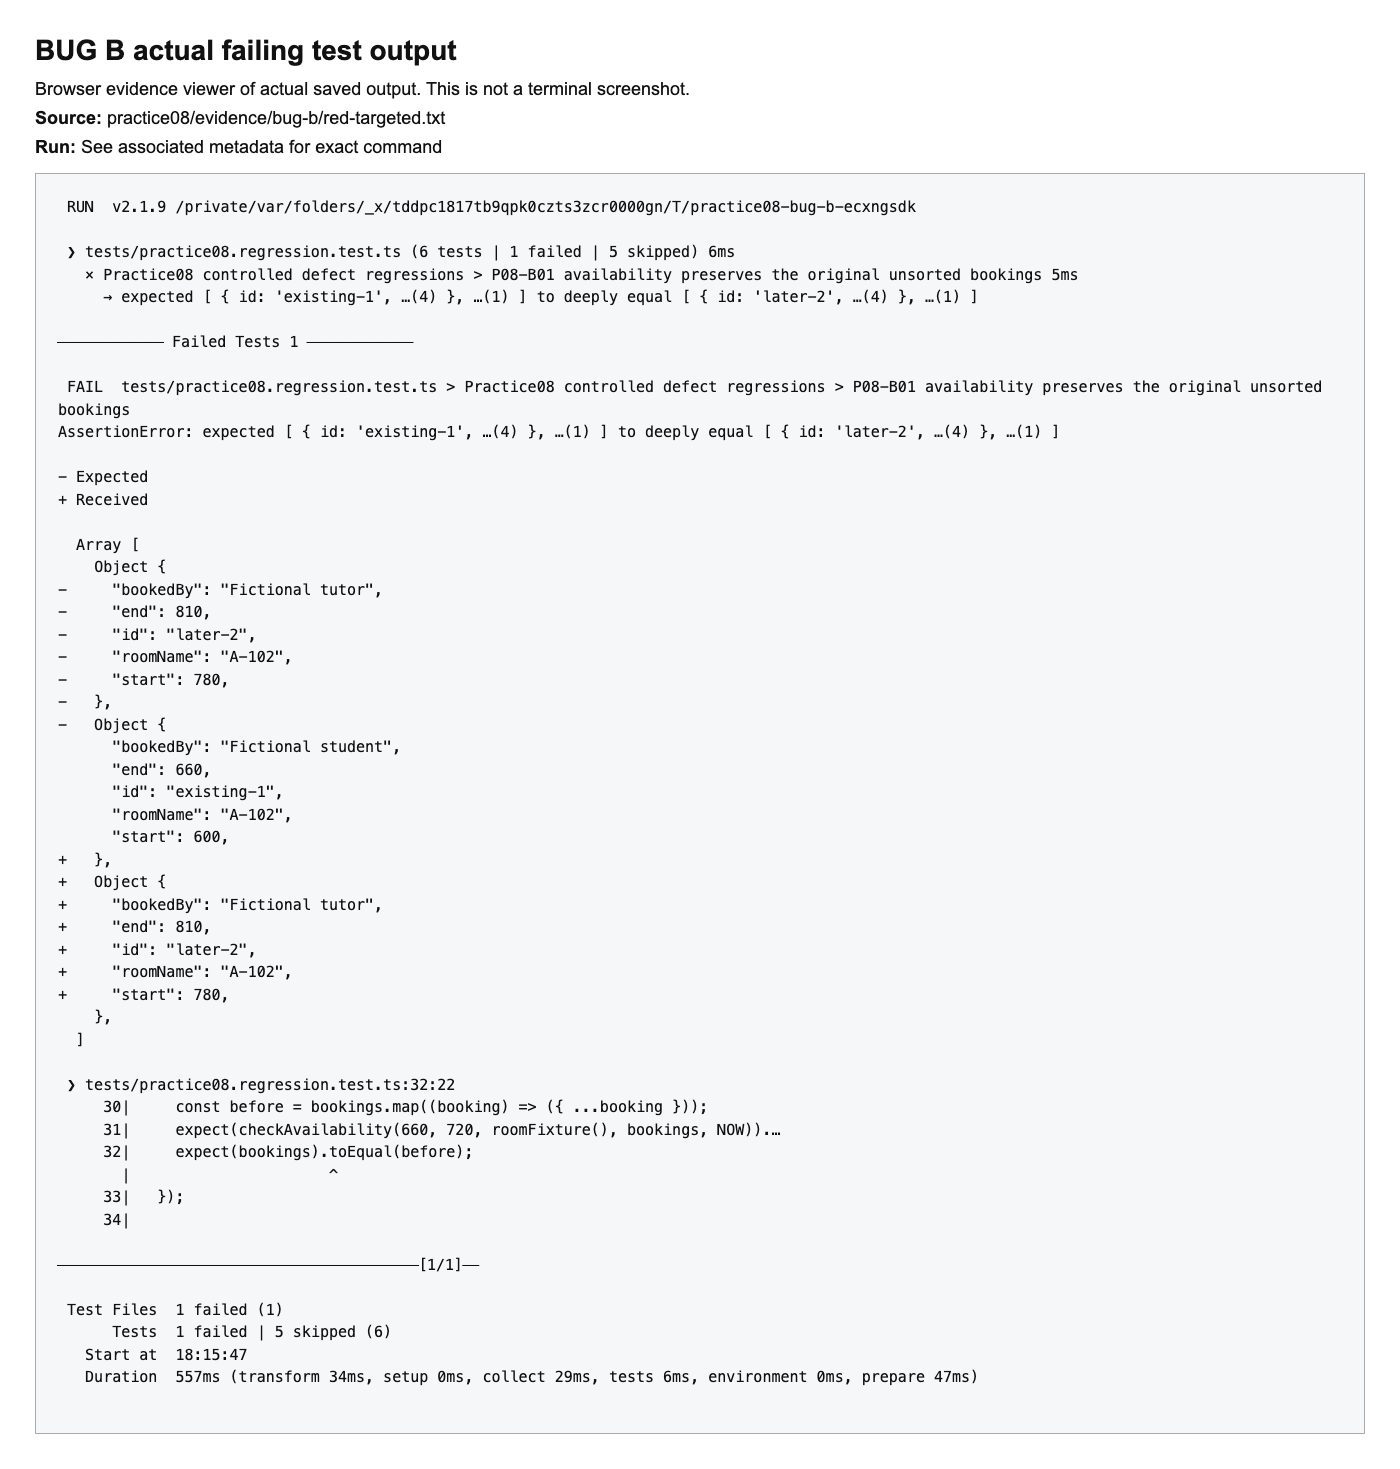 BUG B actual failing test output
Browser evidence viewer of actual saved output. This is not a terminal screenshot.
Source: practice08/evidence/bug-b/red-targeted.txt
Run: See associated metadata for exact command
RUN  v2.1.9 /private/var/folders/_x/tddpc1817tb9qpk0czts3zcr0000gn/T/practice08-bug-b-ecxngsdk
❯ tests/practice08.regression.test.ts (6 tests | 1 failed | 5 skipped) 6ms
× Practice08 controlled defect regressions > P08-B01 availability preserves the original unsorted bookings 5ms
→ expected [ { id: 'existing-1', …(4) }, …(1) ] to deeply equal [ { id: 'later-2', …(4) }, …(1) ]
Failed Tests 1
FAIL  tests/practice08.regression.test.ts > Practice08 controlled defect regressions > P08-B01 availability preserves the original unsorted
bookings
AssertionError: expected [ { id: 'existing-1', …(4) }, …(1) ] to deeply equal [ { id: 'later-2', …(4) }, …(1) ]
- Expected
+ Received
  Array [
    Object {
-     "bookedBy": "Fictional tutor",
-     "end": 810,
-     "id": "later-2",
-     "roomName": "A-102",
-     "start": 780,
-   },
-   Object {
      "bookedBy": "Fictional student",
      "end": 660,
      "id": "existing-1",
      "roomName": "A-102",
      "start": 600,
+   },
+   Object {
+     "bookedBy": "Fictional tutor",
+     "end": 810,
+     "id": "later-2",
+     "roomName": "A-102",
+     "start": 780,
    },
  ]
❯ tests/practice08.regression.test.ts:32:22
30|     const before = bookings.map((booking) => ({ ...booking }));
31|     expect(checkAvailability(660, 720, roomFixture(), bookings, NOW)).…
32|     expect(bookings).toEqual(before);
  |                      ^
33|   });
34|
[1/1]
Test Files  1 failed (1)
Tests  1 failed | 5 skipped (6)
Start at  18:15:47
Duration  557ms (transform 34ms, setup 0ms, collect 29ms, tests 6ms, environment 0ms, prepare 47ms)